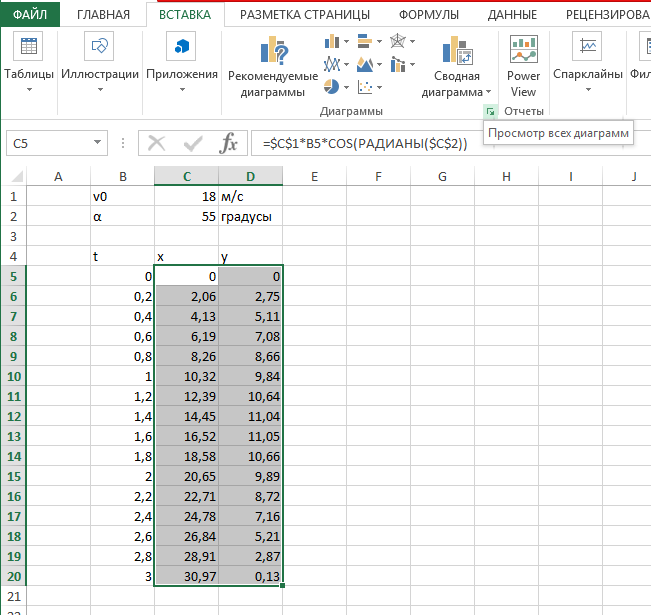 ФАЙЛ ГЛАВНАЯ ВСТАВКА РАЗМЕТКА СТРАНИЦЫ ФОРМУЛЫ ДАННЫЕ РЕЦЕНЗИРОВА
Таблицы Иллюстрации Приложения Рекомендуемые диаграммы Сводная диаграмма Power View Спарклайны Фил
Диаграммы Отчеты
Просмотр всех диаграмм
C5 fx =$C$1*B5*COS(РАДИАНЫ($C$2))
A B C D E F G H I J
1 v0 18 м/с
2 α 55 градусы
3
4 t x y
5 0 0 0
6 0,2 2,06 2,75
7 0,4 4,13 5,11
8 0,6 6,19 7,08
9 0,8 8,26 8,66
10 1 10,32 9,84
11 1,2 12,39 10,64
12 1,4 14,45 11,04
13 1,6 16,52 11,05
14 1,8 18,58 10,66
15 2 20,65 9,89
16 2,2 22,71 8,72
17 2,4 24,78 7,16
18 2,6 26,84 5,21
19 2,8 28,91 2,87
20 3 30,97 0,13
21